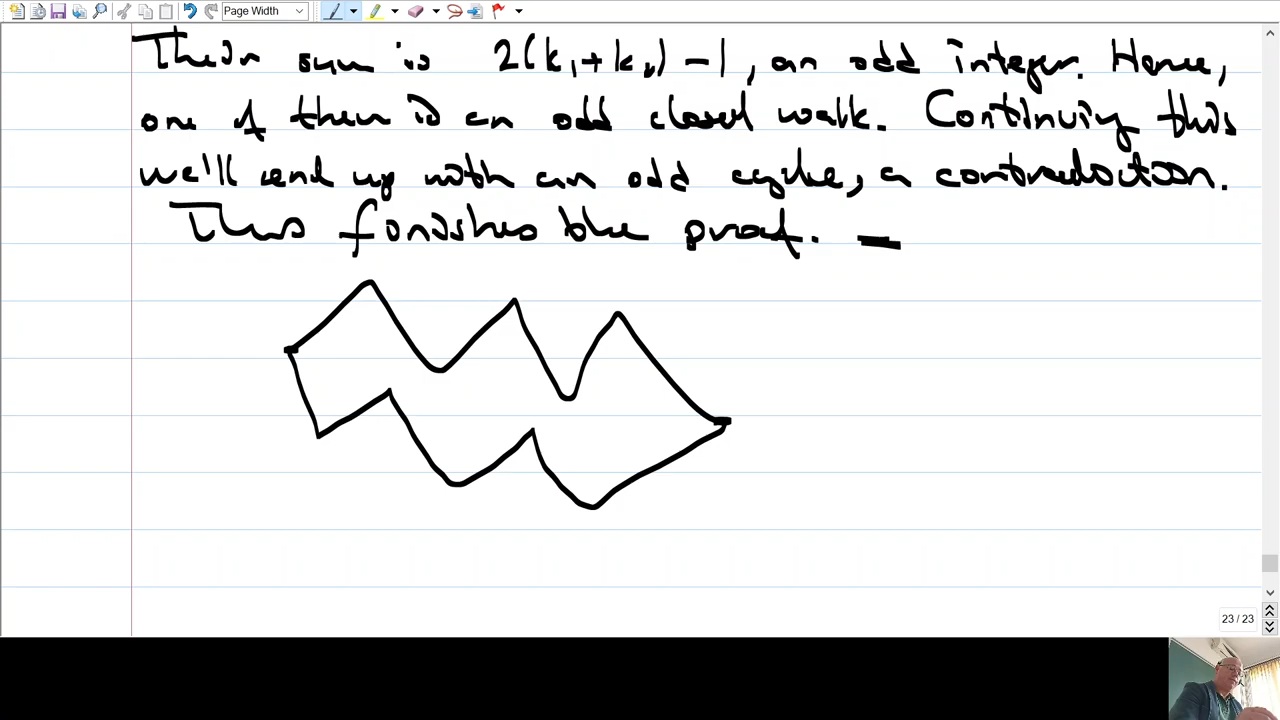 Page Width
Their sum is 2(k₁+k₂) -1, an odd integer. Hence,
one of them is an odd closed walk. Continuing this
we'll end up with an odd cycle, a contradiction.
This finishes the proof.
23 / 23